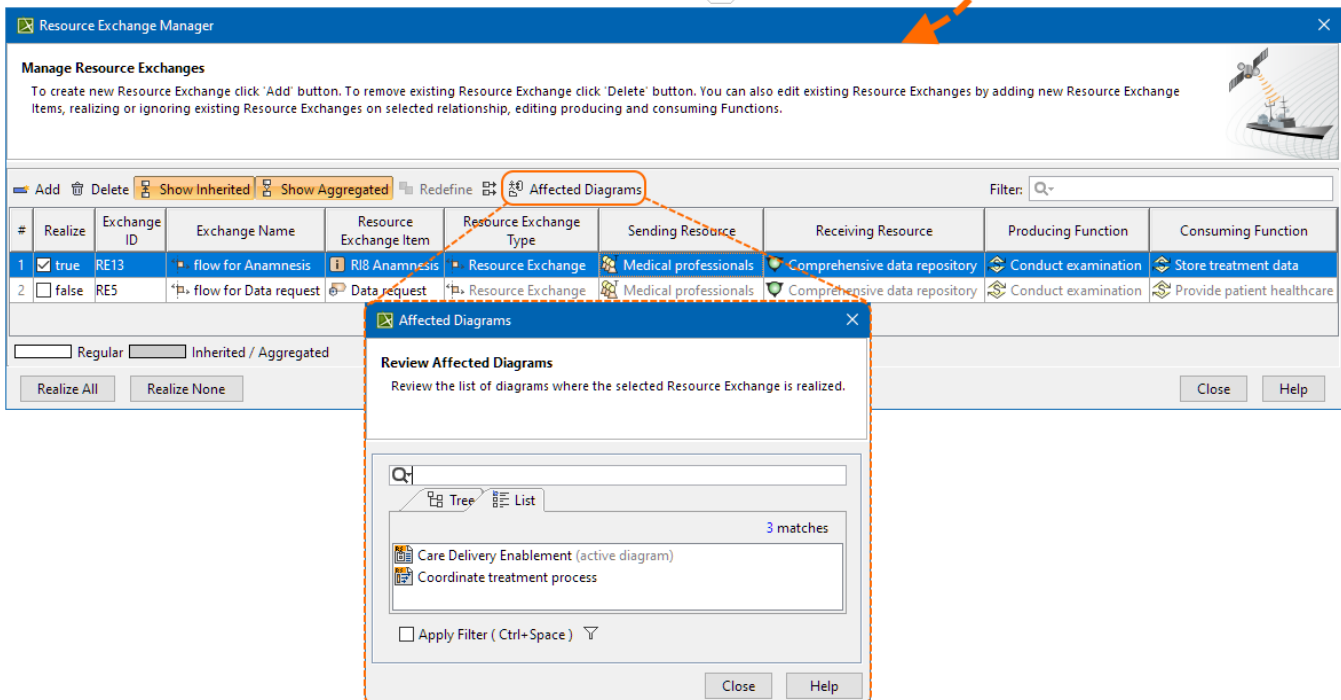 Resource Exchange Manager
Manage Resource Exchanges
To create new Resource Exchange click 'Add' button. To remove existing Resource Exchange click 'Delete' button. You can also edit existing Resource Exchanges by adding new Resource Exchange
Items, realizing or ignoring existing Resource Exchanges on selected relationship, editing producing and consuming Functions.
Add Delete Show Inherited Show Aggregated Redefine Affected Diagrams Filter:
# Realize Exchange ID Exchange Name Resource Exchange Item Resource Exchange Type Sending Resource Receiving Resource Producing Function Consuming Function
1 true RE13 flow for Anamnesis RI8 Anamnesis Resource Exchange Medical professionals Comprehensive data repository Conduct examination Store treatment data
2 false RE5 flow for Data request Data request Resource Exchange Medical professionals Comprehensive data repository Conduct examination Provide patient healthcare
Regular Inherited / Aggregated
Realize All Realize None Close Help
Affected Diagrams
Review Affected Diagrams
Review the list of diagrams where the selected Resource Exchange is realized.
Tree List
3 matches
Care Delivery Enablement (active diagram)
Coordinate treatment process
Apply Filter ( Ctrl+Space )
Close Help